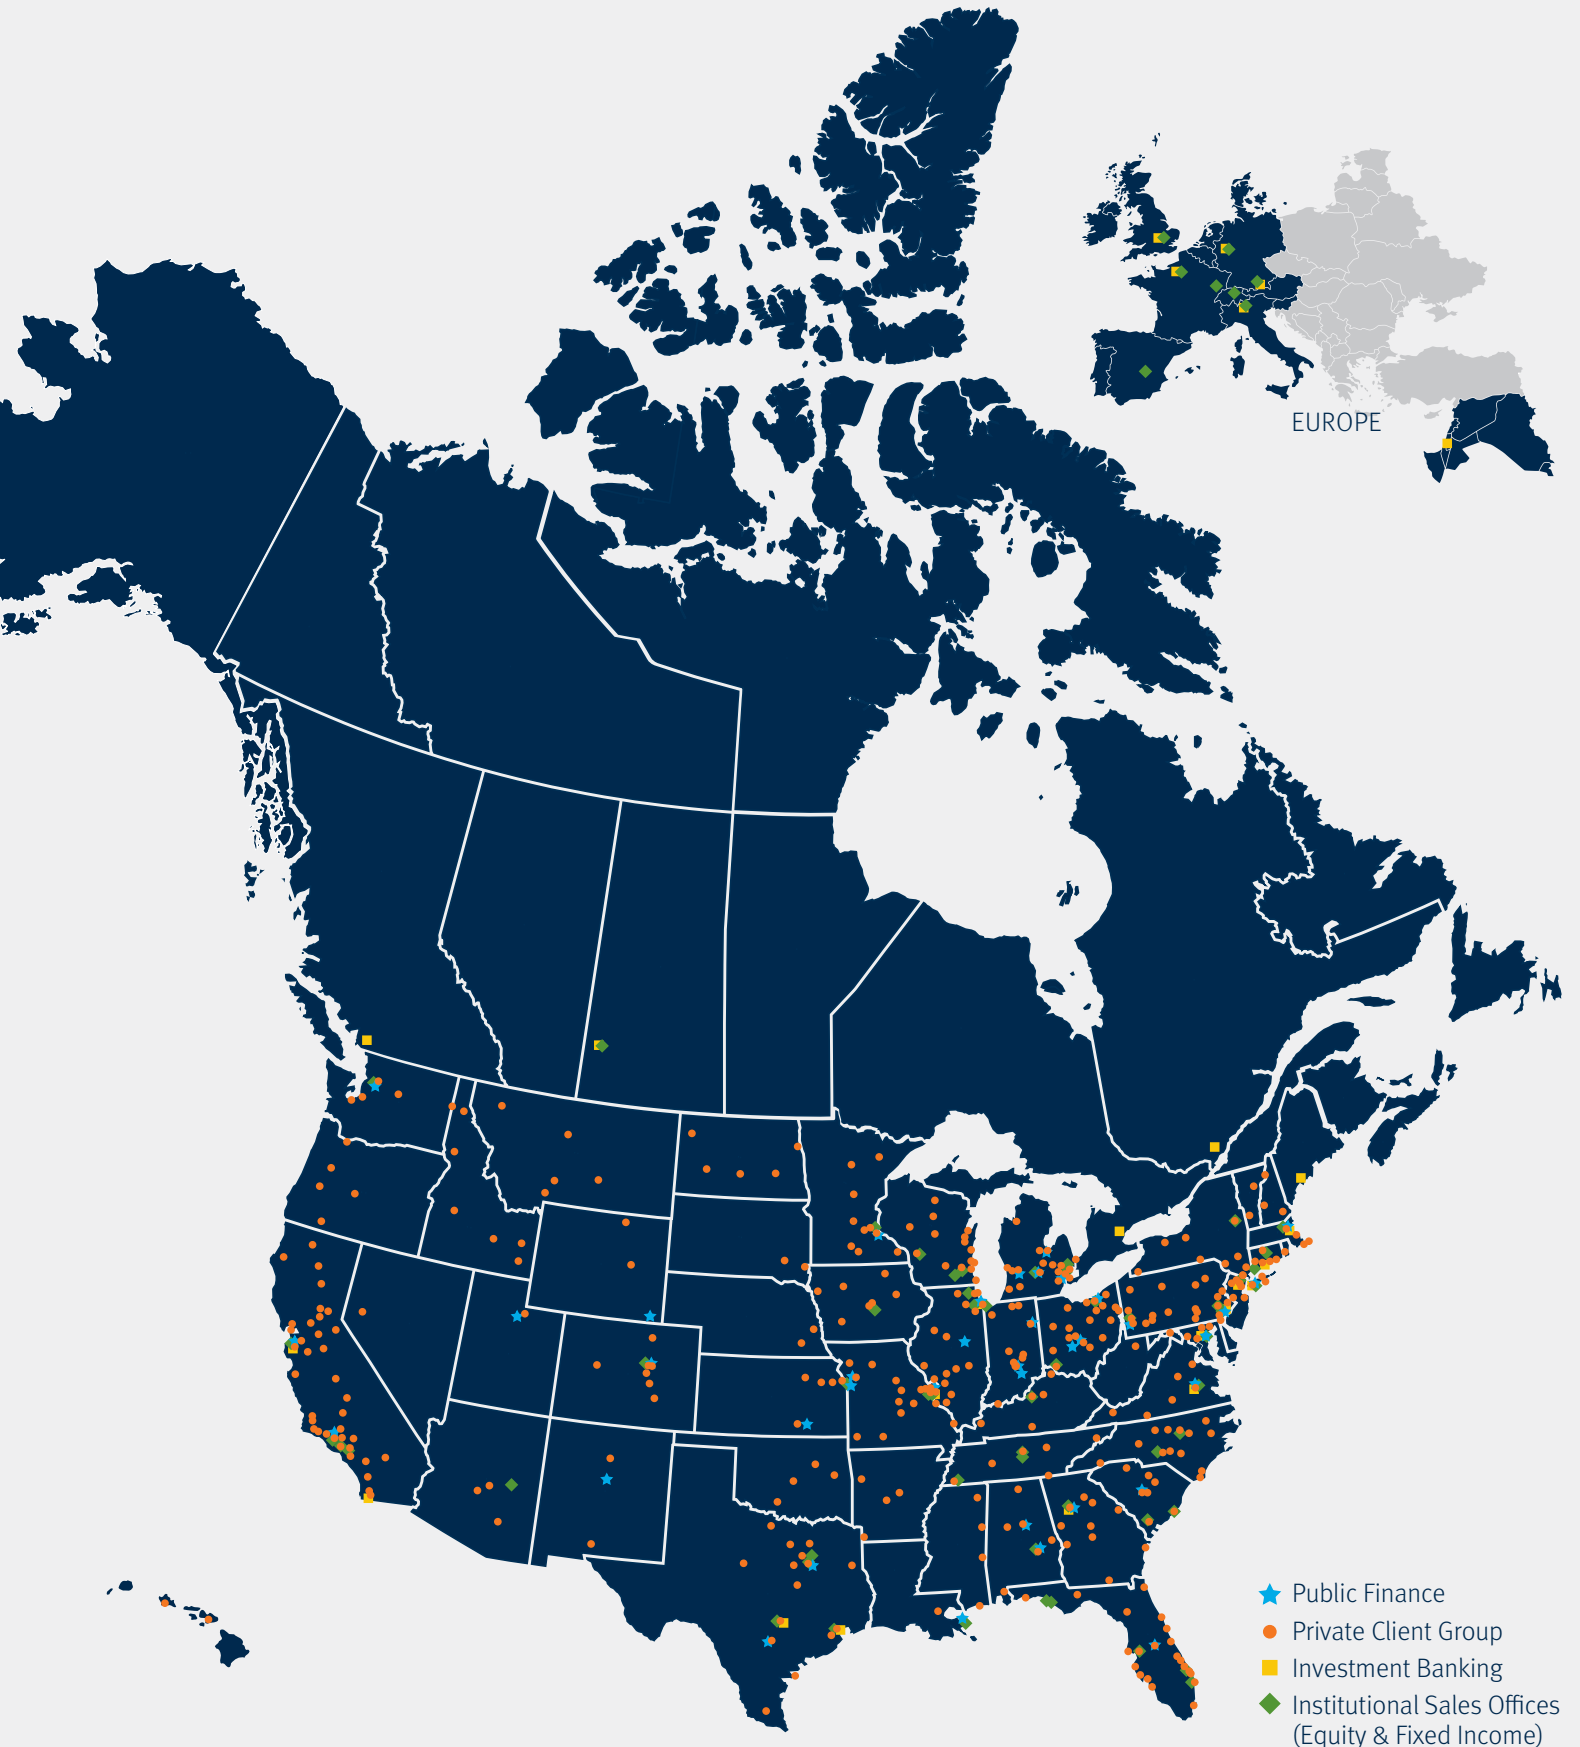 EUROPE
Public Finance
Private Client Group
Investment Banking
Institutional Sales Offices
(Equity & Fixed Income)